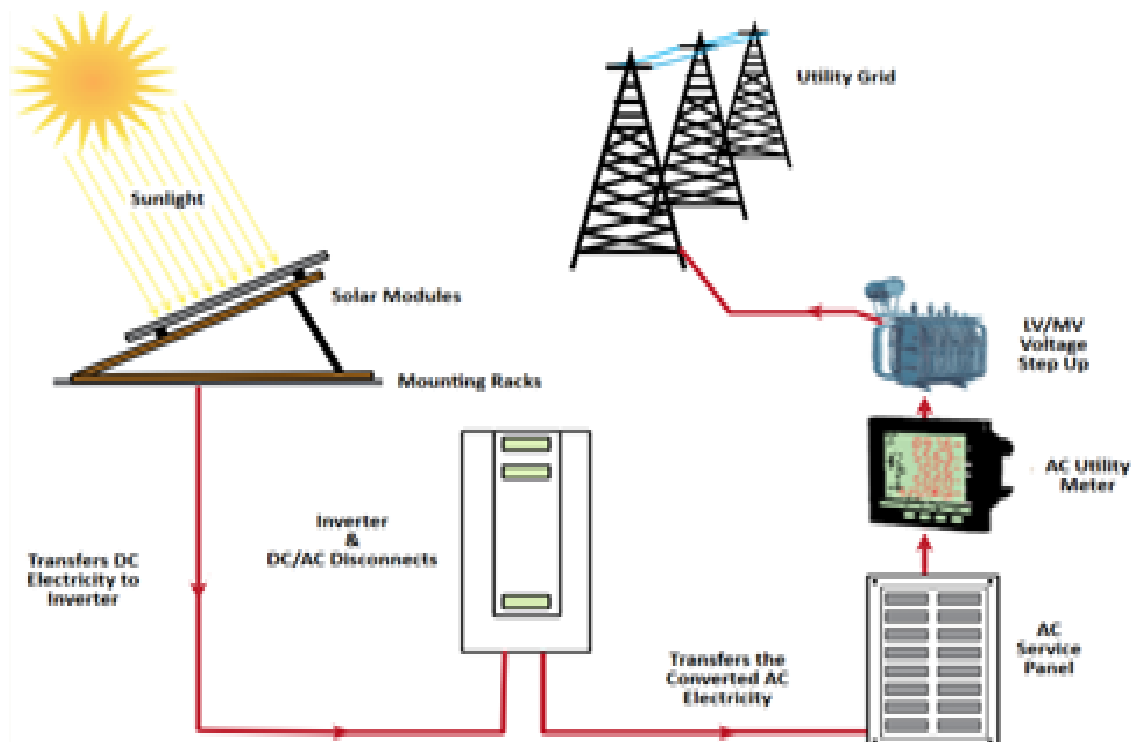 Utility Grid
Sunlight
Solar Modules
LV/MV
Voltage
Step Up
Mounting Racks
AC Utility
Meter
Inverter
&
DC/AC Disconnects
Transfers DC
Electricity to
Inverter
AC
Service
Panel
Transfers the
Converted AC
Electricity